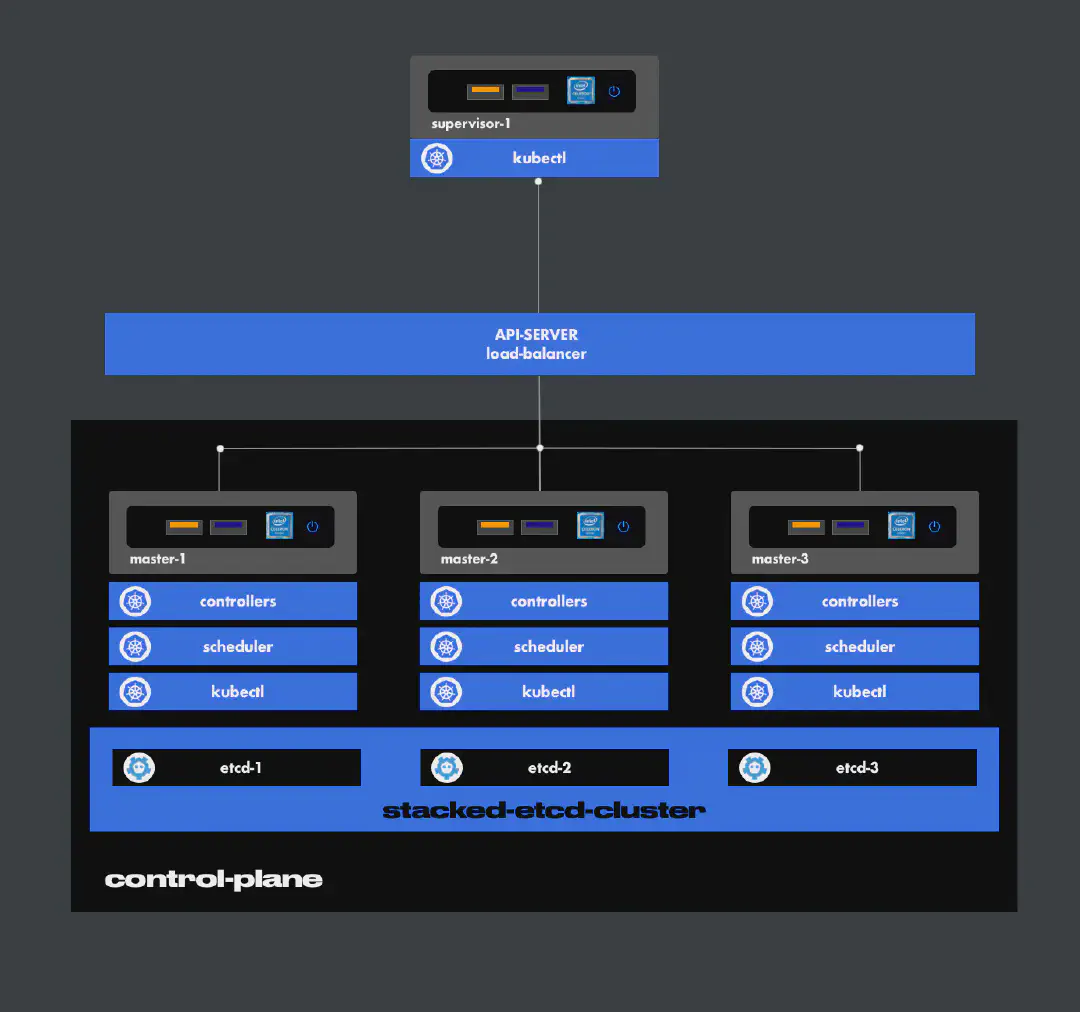 supervisor-1
kubectl
API-SERVER
load-balancer
master-1
master-2
master-3
controllers
controllers
controllers
scheduler
scheduler
scheduler
kubectl
kubectl
kubectl
etcd-1
etcd-2
etcd-3
stacked-etcd-cluster
control-plane